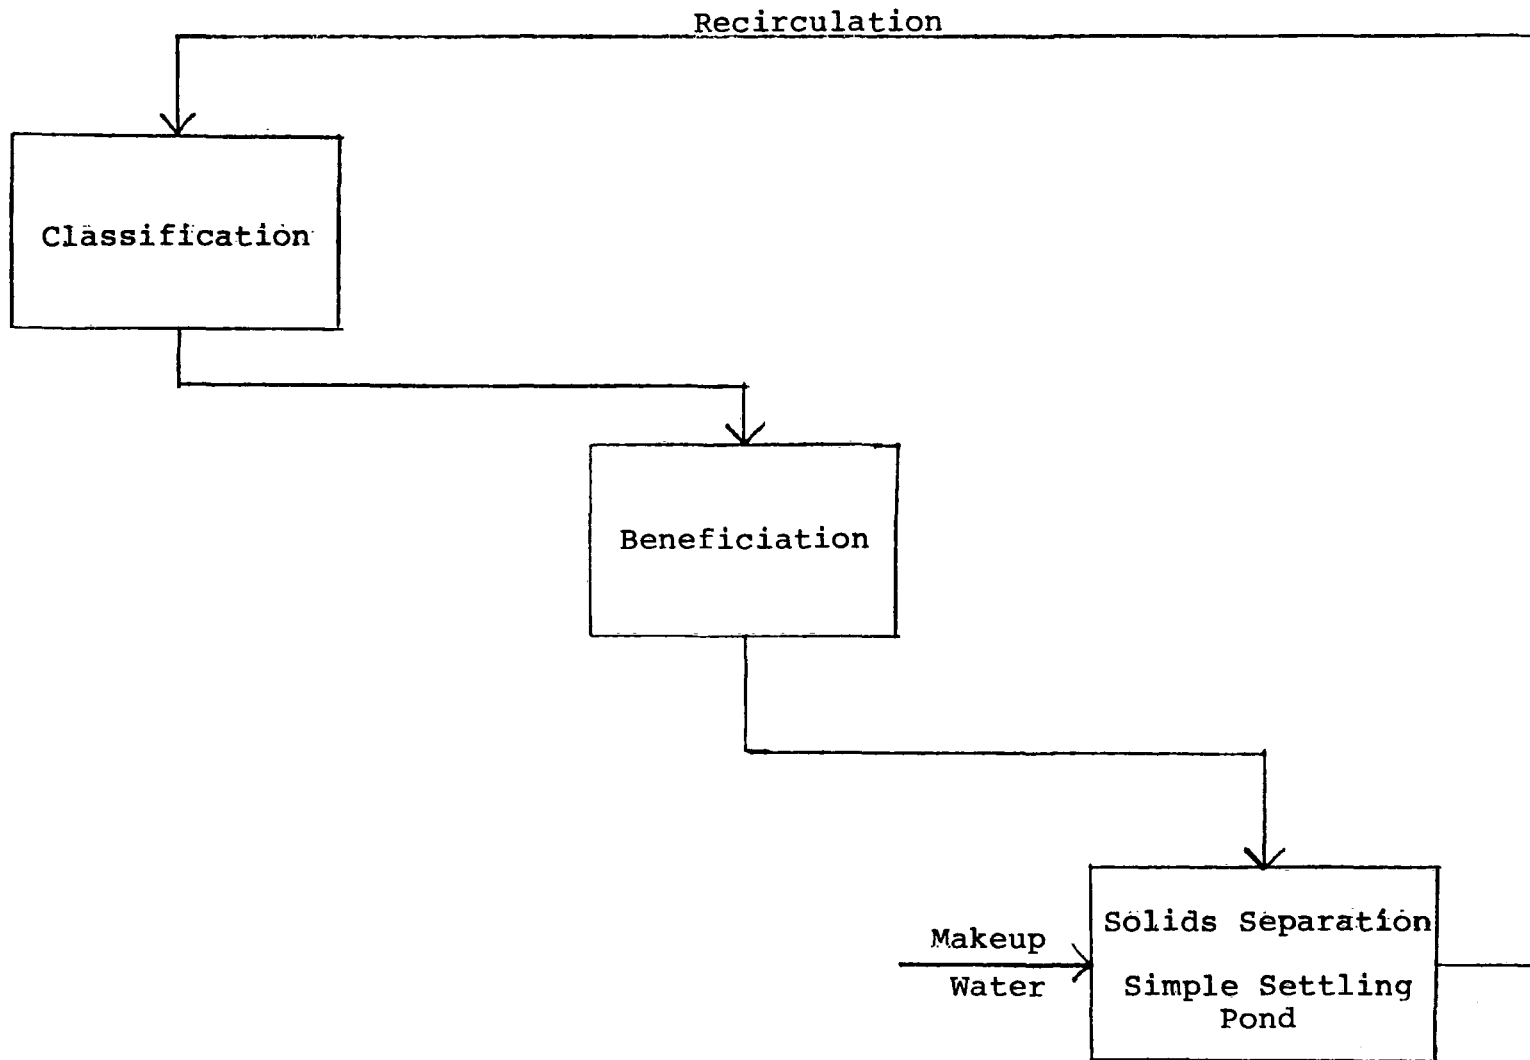 Recirculation
Classification
Beneficiation
Makeup
Water
Solids Separation
Simple Settling
Pond